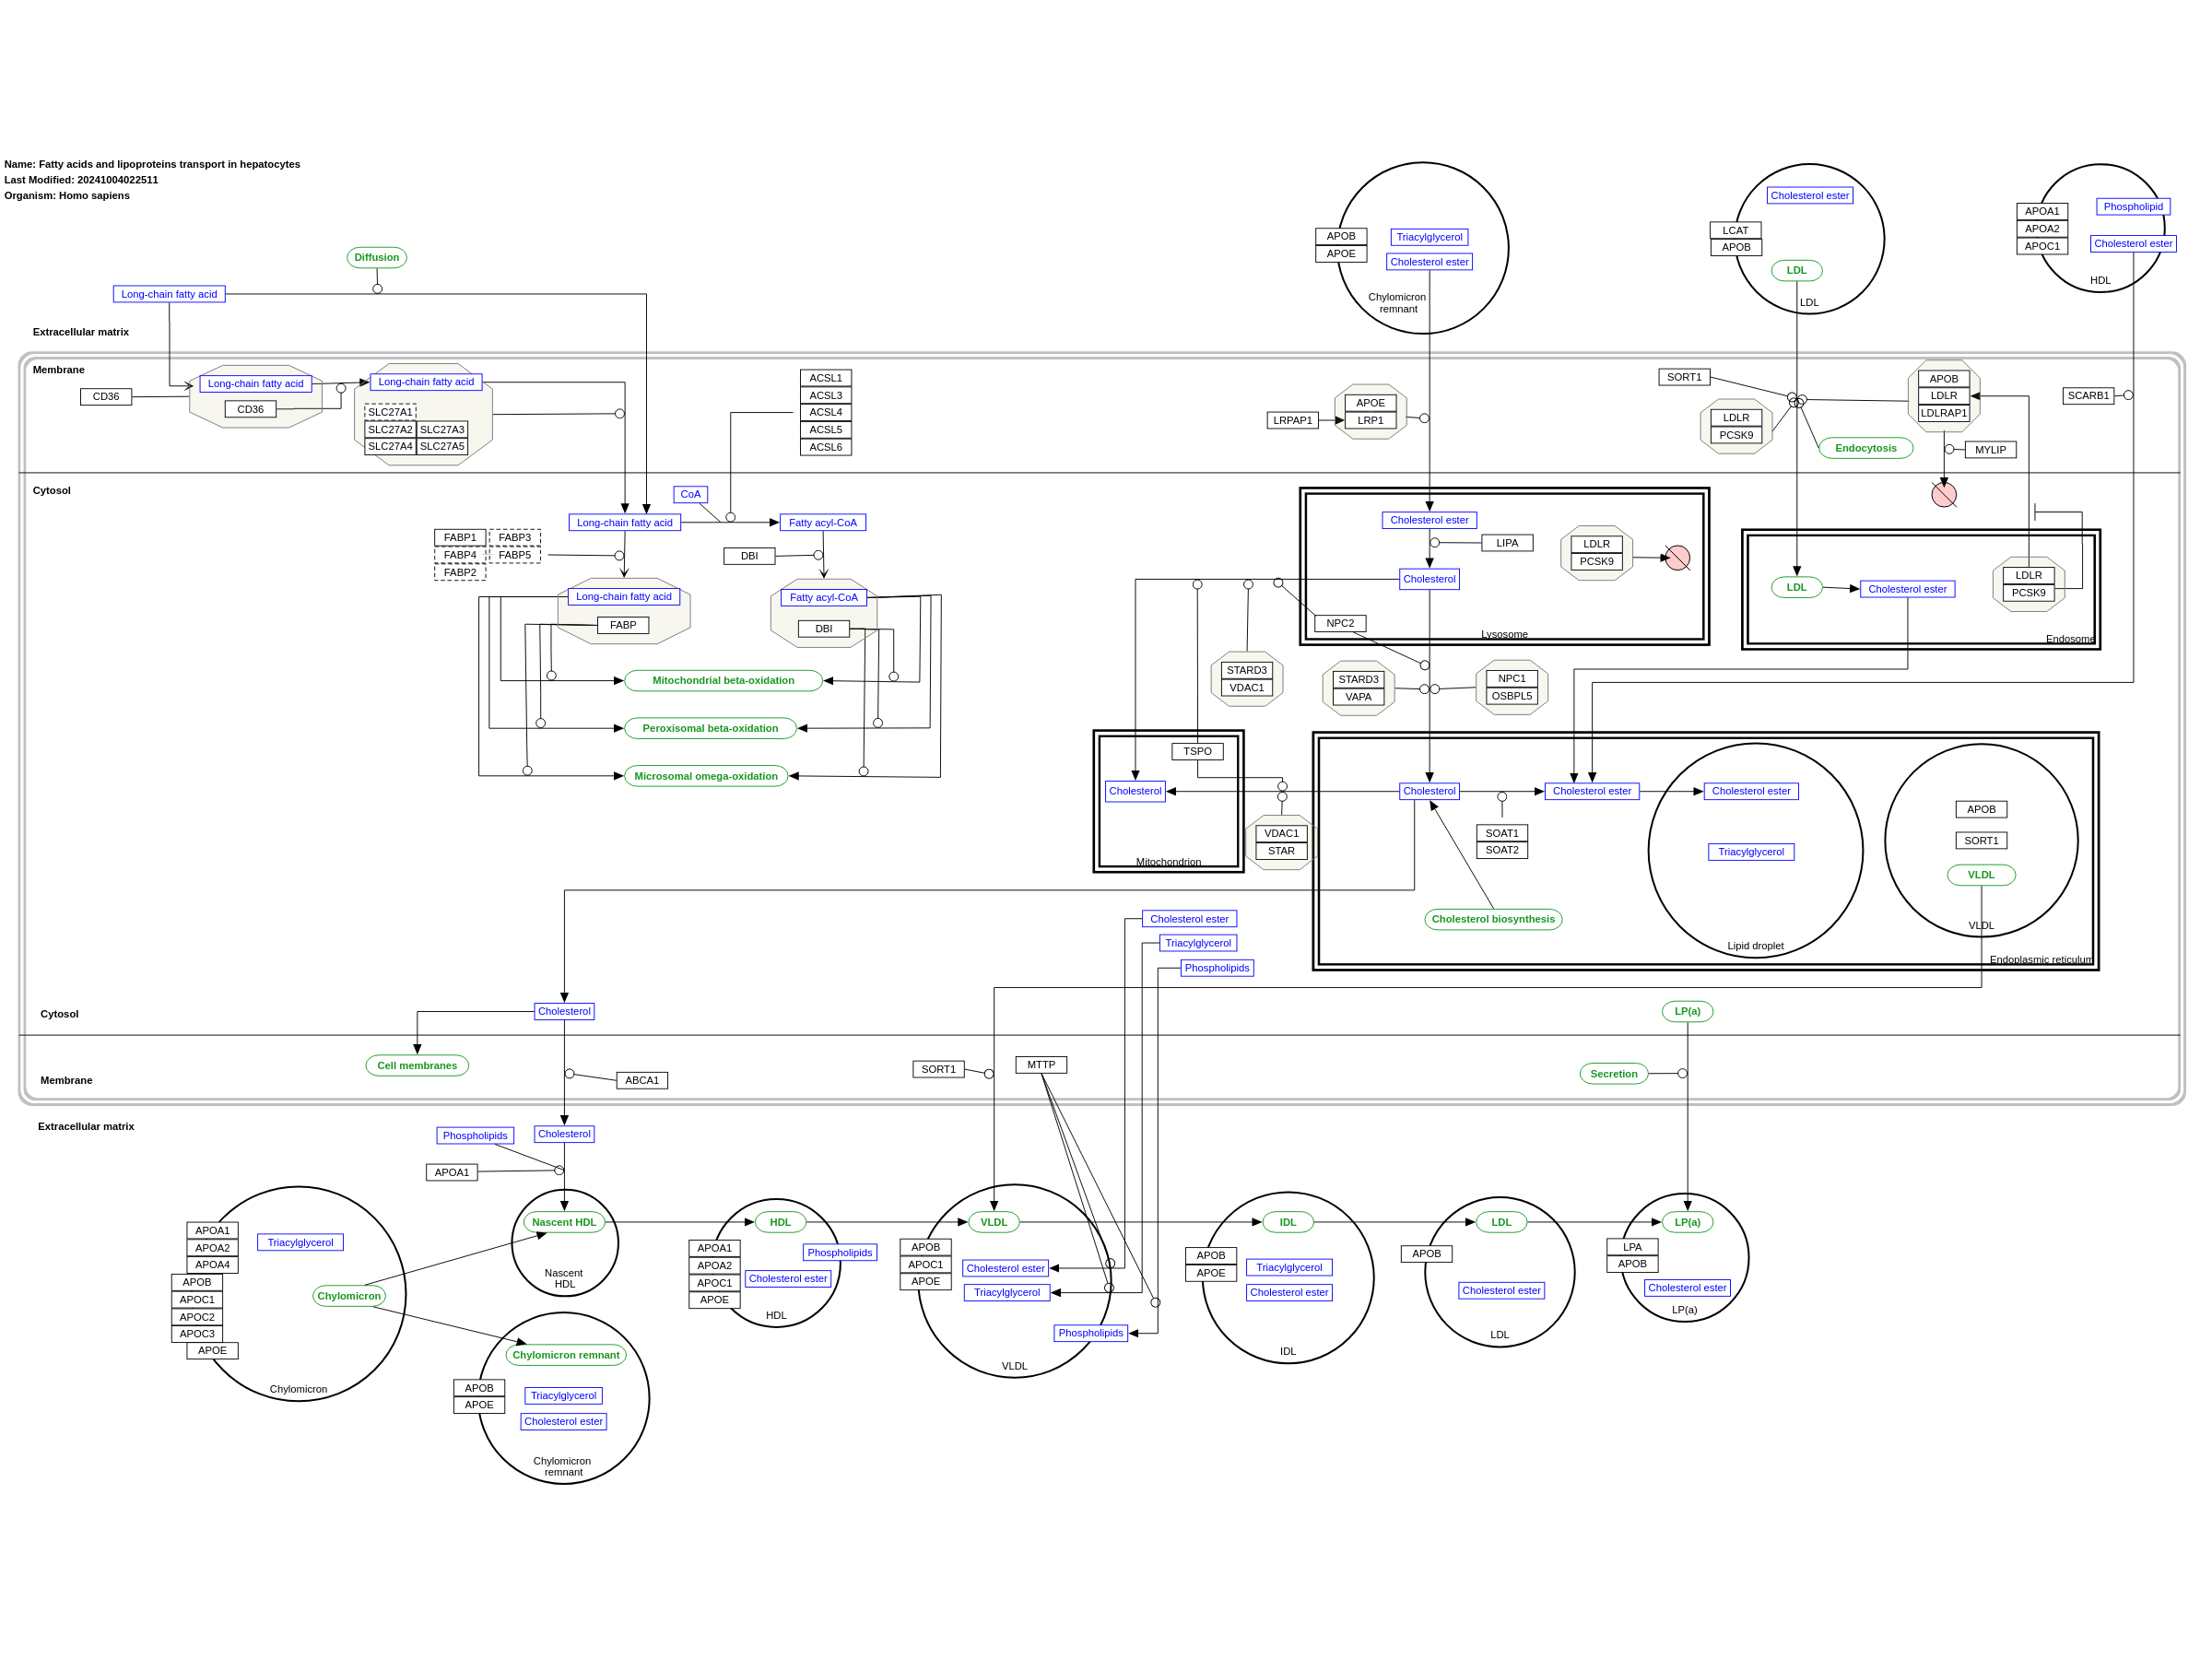 Name: Fatty acids and lipoproteins transport in hepatocytes
Last Modified: 20241004022511
Organism: Homo sapiens
Diffusion
Long-chain fatty acid
Extracellular matrix
APOB
APOE
Triacylglycerol
Cholesterol ester
Chylomicron
remnant
Cholesterol ester
LCAT
APOB
LDL
LDL
APOA1
APOA2
APOC1
Phospholipid
Cholesterol ester
HDL
Membrane
CD36
Long-chain fatty acid
CD36
Long-chain fatty acid
SLC27A1
SLC27A2
SLC27A3
SLC27A4
SLC27A5
ACSL1
ACSL3
ACSL4
ACSL5
ACSL6
LRPAP1
APOE
LRP1
SORT1
LDLR
PCSK9
Endocytosis
APOB
LDLR
LDLRAP1
MYLIP
SCARB1
Cytosol
CoA
Long-chain fatty acid
Fatty acyl-CoA
FABP1
FABP3
FABP4
FABP5
FABP2
DBI
Long-chain fatty acid
FABP
Fatty acyl-CoA
DBI
Mitochondrial beta-oxidation
Peroxisomal beta-oxidation
Microsomal omega-oxidation
Cholesterol ester
LIPA
Cholesterol
LDLR
PCSK9
NPC2
Lysosome
LDL
Cholesterol ester
LDLR
PCSK9
Endosome
STARD3
VDAC1
STARD3
VAPA
NPC1
OSBPL5
TSPO
Cholesterol
Mitochondrion
VDAC1
STAR
Cholesterol
SOAT1
SOAT2
Cholesterol ester
Cholesterol ester
Triacylglycerol
Lipid droplet
Cholesterol biosynthesis
APOB
SORT1
VLDL
VLDL
Endoplasmic reticulum
Cholesterol ester
Triacylglycerol
Phospholipids
Cytosol
Cholesterol
LP(a)
Cell membranes
Membrane
ABCA1
SORT1
MTTP
Secretion
Extracellular matrix
Phospholipids
Cholesterol
APOA1
APOA1
APOA2
APOA4
APOB
APOC1
APOC2
APOC3
APOE
Triacylglycerol
Chylomicron
Chylomicron
Nascent HDL
Nascent
HDL
Chylomicron remnant
APOB
APOE
Triacylglycerol
Cholesterol ester
Chylomicron
remnant
HDL
APOA1
APOA2
APOC1
APOE
Phospholipids
Cholesterol ester
HDL
VLDL
APOB
APOC1
APOE
Cholesterol ester
Triacylglycerol
Phospholipids
VLDL
IDL
APOB
APOE
Triacylglycerol
Cholesterol ester
IDL
LDL
APOB
Cholesterol ester
LDL
LP(a)
LPA
APOB
Cholesterol ester
LP(a)